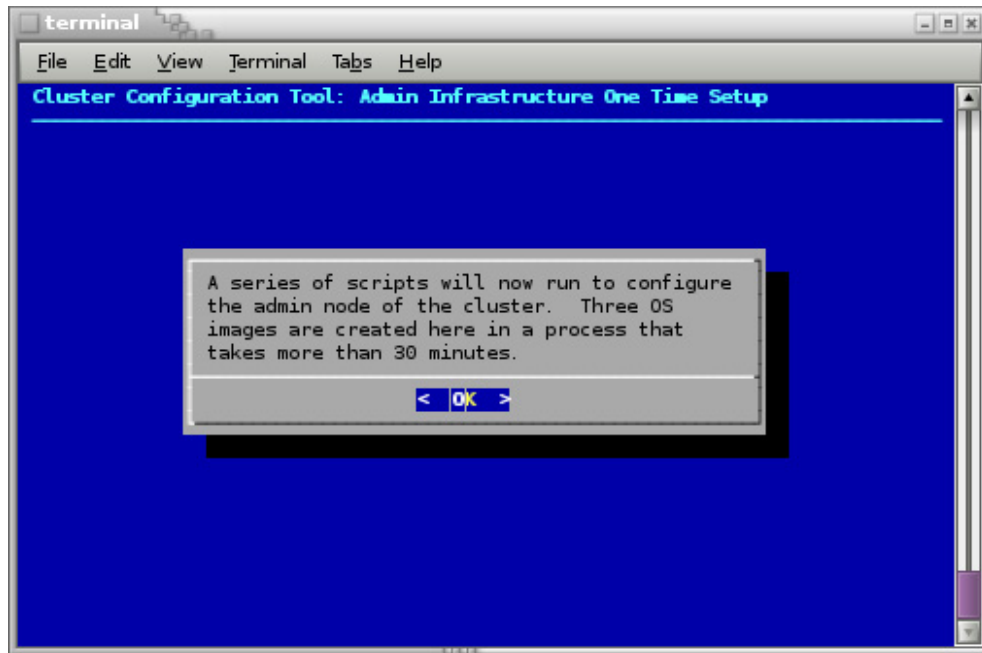 terminal
File Edit View Terminal Tabs Help
Cluster Configuration Tool: Admin Infrastructure One Time Setup
A series of scripts will now run to configure
the admin node of the cluster.  Three OS
images are created here in a process that
takes more than 30 minutes.
< OK >